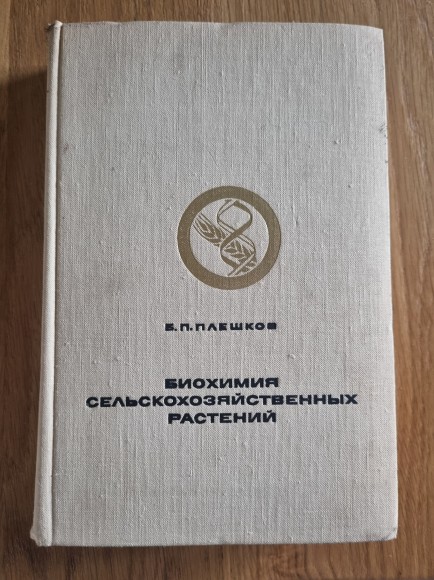 Б.П.ПЛЕШКОВ
БИОХИМИЯ
СЕЛЬСКОХОЗЯЙСТВЕННЫХ
РАСТЕНИЙ